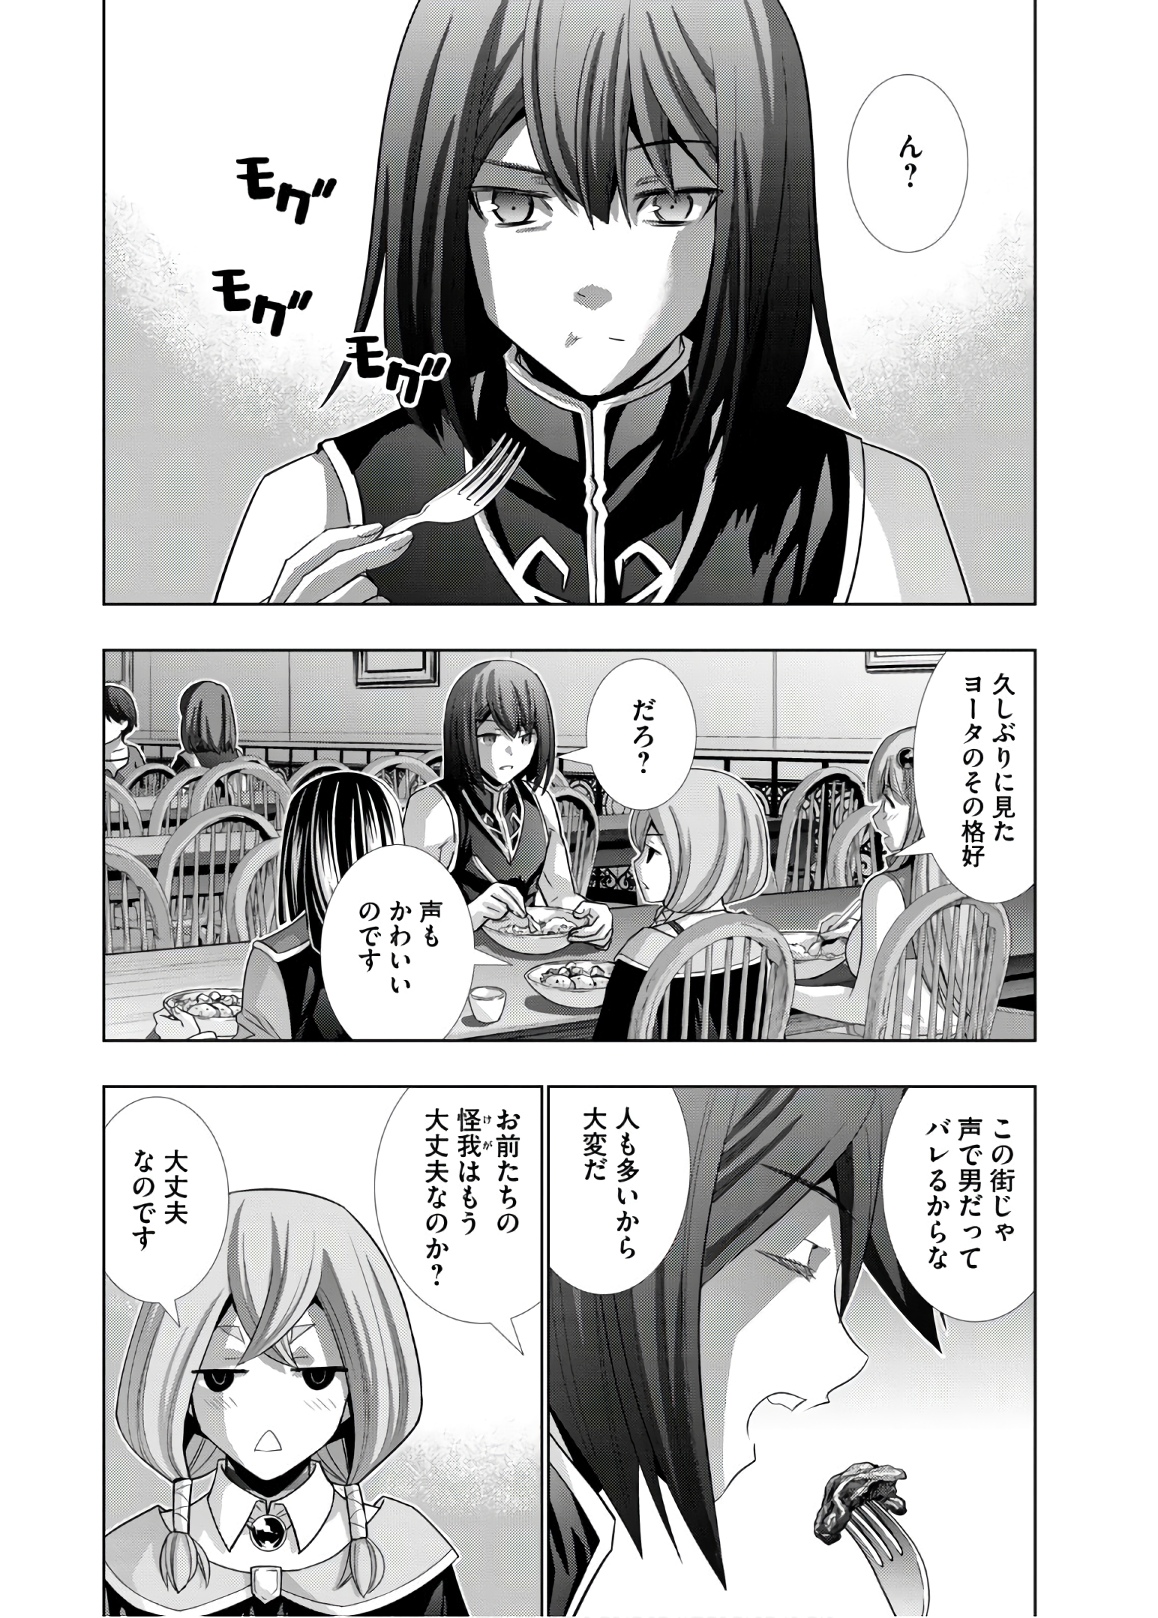 ん?
モグ
モグ
モグ
久しぶりに見た
ヨータのその格好
だろ?
声も
かわいい
のです
この街じゃ
声で男だって
バレるからな
人も多いから
大変だ
お前たちの
怪我はもう
けが
大丈夫なのか?
大丈夫
なのです